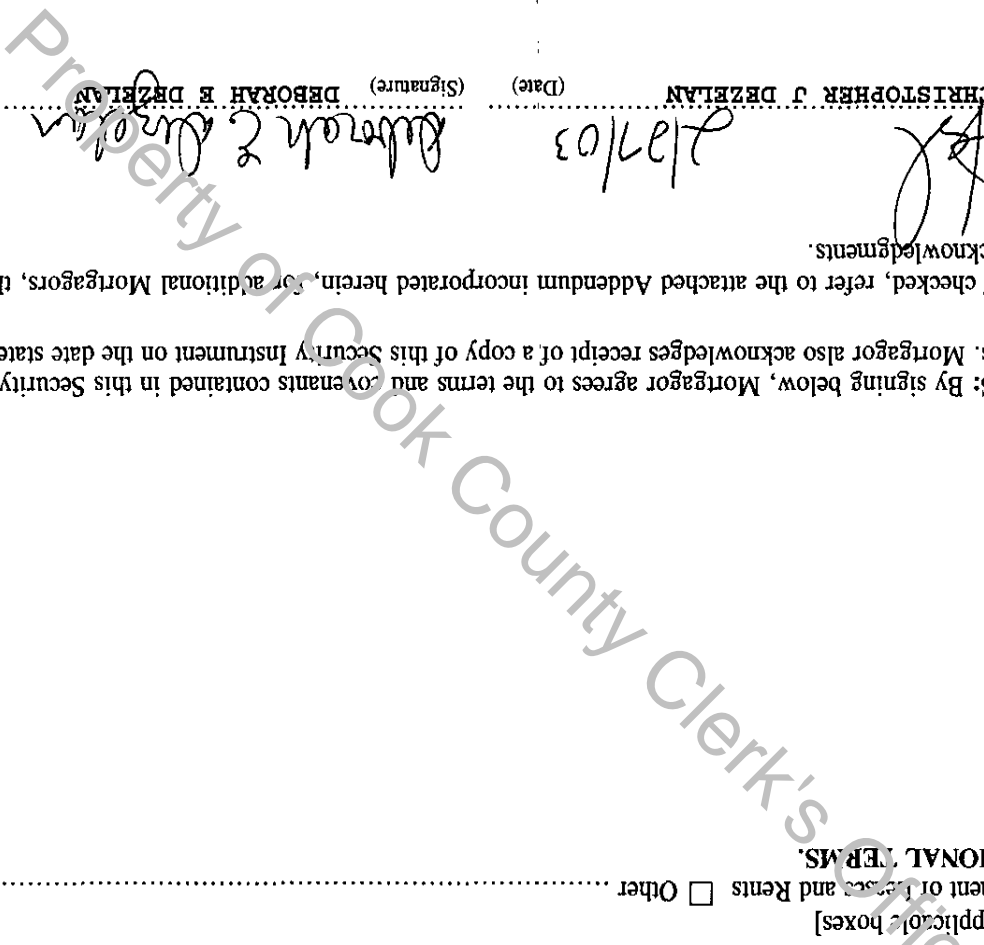 pplicable boxes]
ment of Leases and Rents ☐ Other
IONAL TERMS.
S: By signing below, Mortgagor agrees to the terms and covenants contained in this Security
s. Mortgagor also acknowledges receipt of a copy of this Security Instrument on the date state
checked, refer to the attached Addendum incorporated herein, for additional Mortgagors, th
cknowledgments.
2/27/03 Deborah E Dezelan
CHRISTOPHER J DEZELAN (Date) (Signature) DEBORAH E DEZELAN
Property of Cook County Clerk's Offic